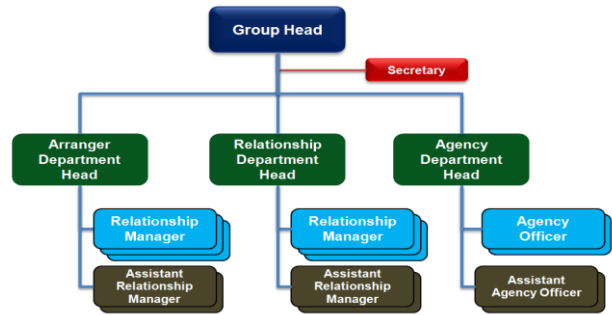 Group Head
Secretary
Arranger
Department
Head
Relationship
Department
Head
Agency
Department
Head
Relationship
Manager
Relationship
Manager
Agency
Officer
Assistant
Relationship
Manager
Assistant
Relationship
Manager
Assistant
Agency Officer